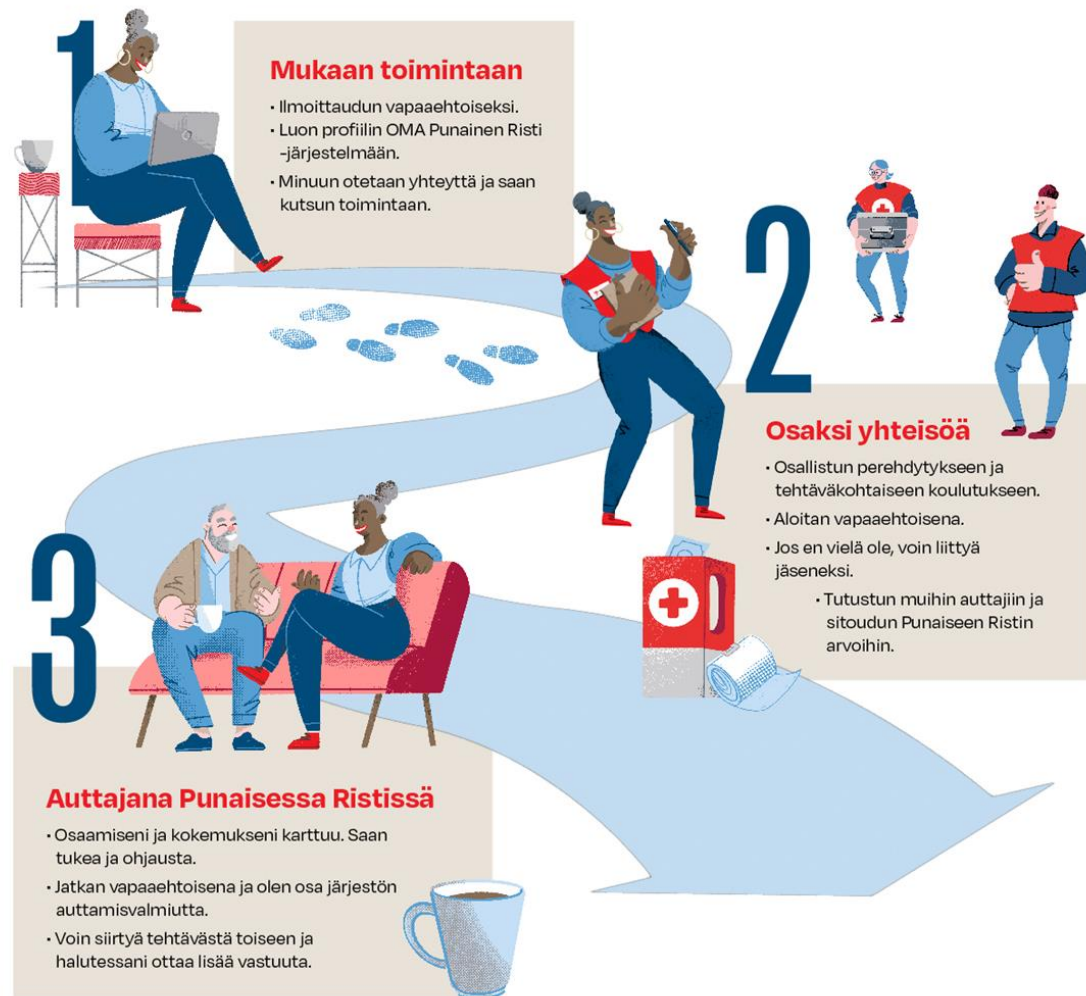 1
Mukaan toimintaan
• Ilmoittaudun vapaaehtoiseksi.
• Luon profiilin OMA Punainen Risti
-järjestelmään.
• Minuun otetaan yhteyttä ja saan
kutsun toimintaan.
2
Osaksi yhteisöä
• Osallistun perehdytykseen ja
tehtäväkohtaiseen koulutukseen.
• Aloitan vapaaehtoisena.
• Jos en vielä ole, voin liittyä
jäseneksi.
• Tutustun muihin auttajiin ja
sitoudun Punaiseen Ristin
arvoihin.
3
Auttajana Punaisessa Ristissä
• Osaamiseni ja kokemukseni karttuu. Saan
tukea ja ohjausta.
• Jatkan vapaaehtoisena ja olen osa järjestön
auttamisvalmiutta.
• Voin siirtyä tehtävästä toiseen ja
halutessani ottaa lisää vastuuta.